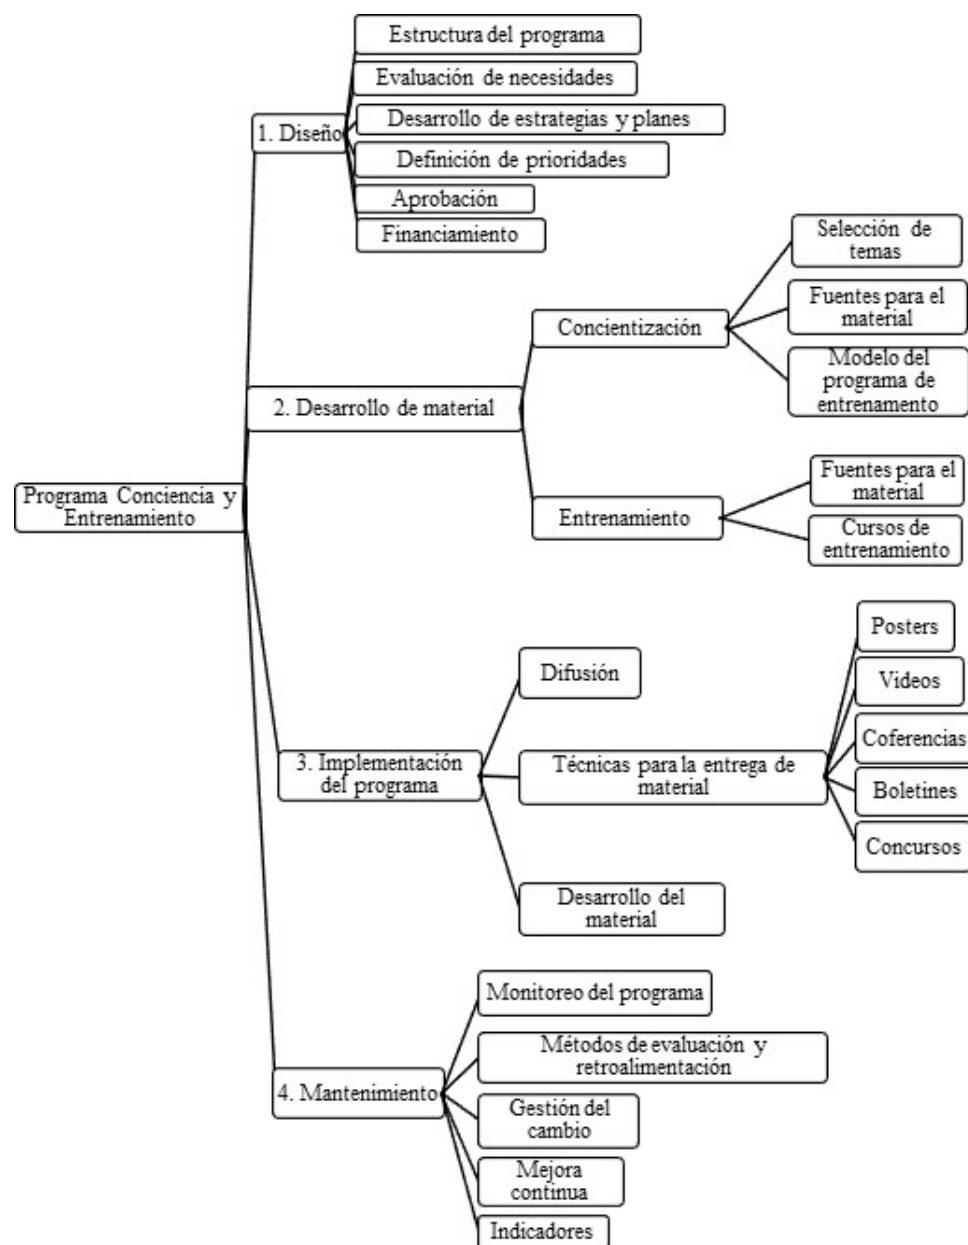 Estructura del programa
Evaluación de necesidades
1. Diseño
Desarrollo de estrategias y planes
Definición de prioridades
Aprobación
Financiamiento
Selección de
temas
Concientización
Fuentes para el
material
Modelo del
programa de
entrenamento
2. Desarrollo de material
Fuentes para el
material
Entrenamiento
Cursos de
entrenamiento
Programa Conciencia y
Entrenamiento
Posters
Difusión
Videos
3. Implementación
del programa
Técnicas para la entrega de
material
Coferencias
Boletines
Concursos
Desarrollo del
material
Monitoreo del programa
Métodos de evaluación y
retroalimentación
4. Mantenimiento
Gestión del
cambio
Mejora
continua
Indicadores